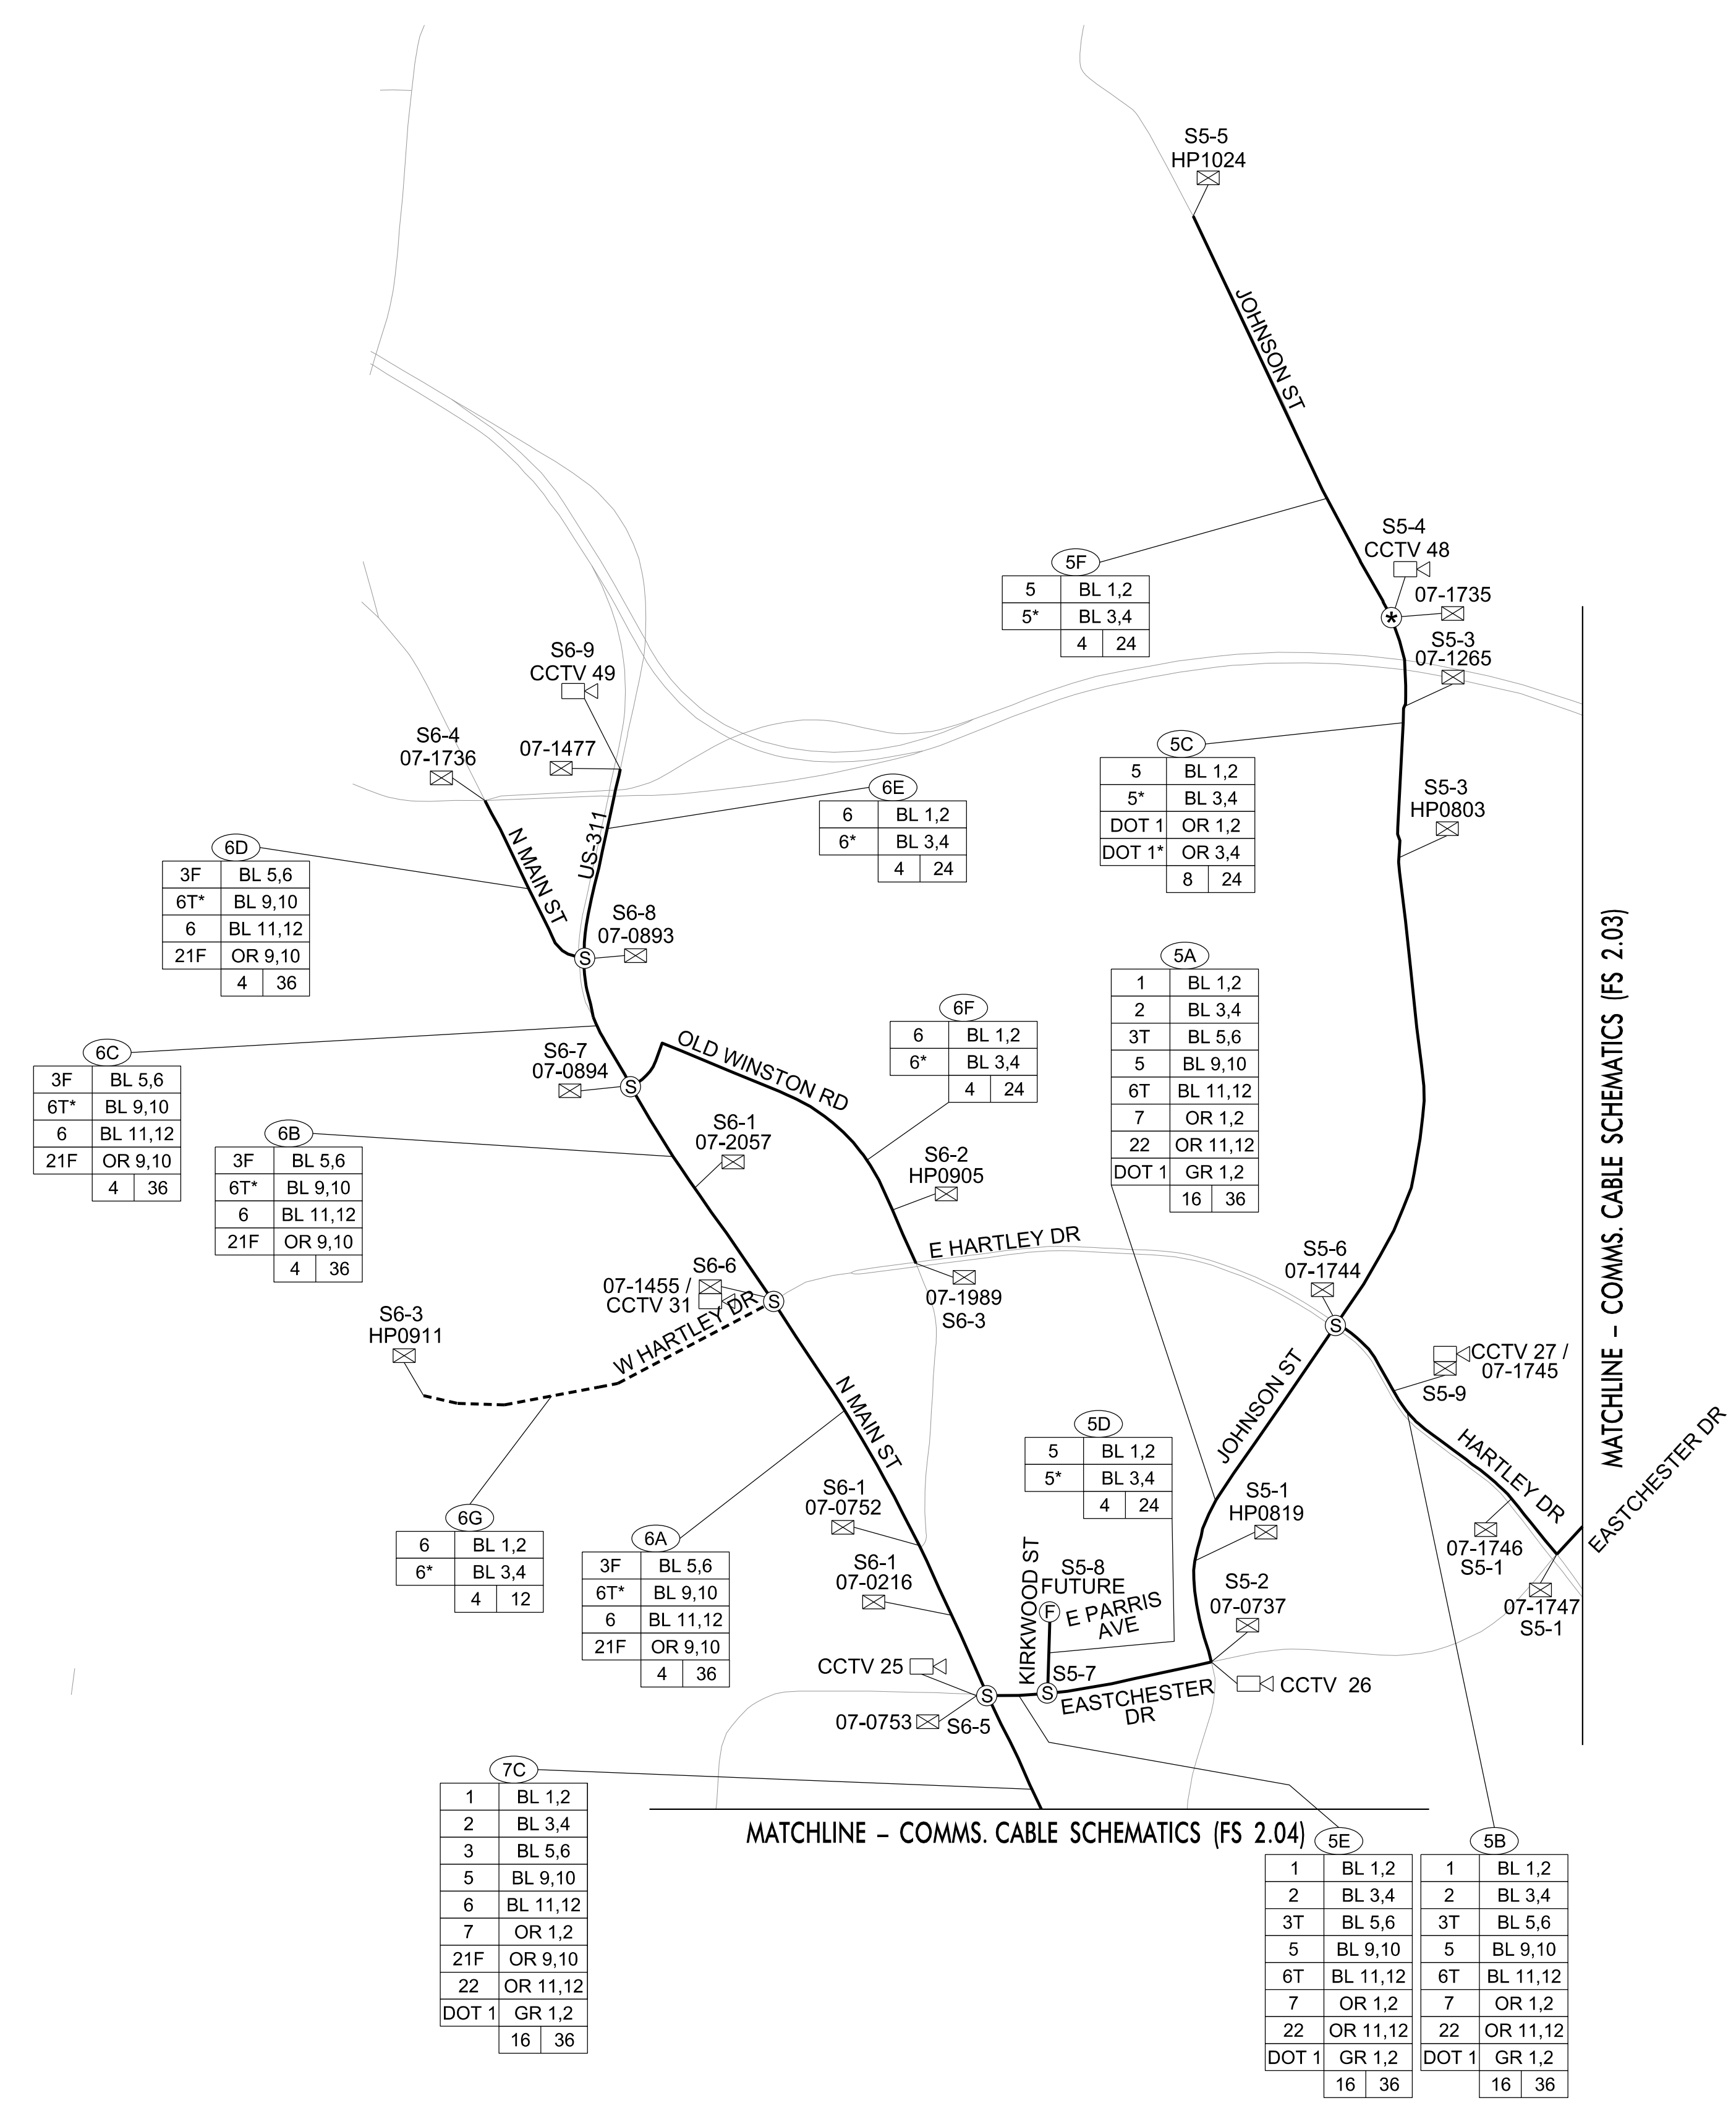 S5-5
HP1024
JOHNSON ST
S5-4
CCTV 48
07-1735
5F
5 BL 1,2
5* BL 3,4
4 24
S5-3
07-1265
S6-9
CCTV 49
S6-4
07-1736
07-1477
5C
5 BL 1,2
5* BL 3,4
DOT 1 OR 1,2
DOT 1* OR 3,4
8 24
6E
6 BL 1,2
6* BL 3,4
4 24
S5-3
HP0803
N MAIN ST
US-311
6D
3F BL 5,6
6T* BL 9,10
6 BL 11,12
21F OR 9,10
4 36
S6-8
07-0893
S
MATCHLINE – COMMS. CABLE SCHEMATICS (FS 2.03)
5A
1 BL 1,2
2 BL 3,4
3T BL 5,6
5 BL 9,10
6T BL 11,12
7 OR 1,2
22 OR 11,12
DOT 1 GR 1,2
16 36
6F
6 BL 1,2
6* BL 3,4
4 24
OLD WINSTON RD
6C
3F BL 5,6
6T* BL 9,10
6 BL 11,12
21F OR 9,10
4 36
S6-7
07-0894
S
6B
3F BL 5,6
6T* BL 9,10
6 BL 11,12
21F OR 9,10
4 36
S6-1
07-2057
S6-2
HP0905
E HARTLEY DR
S6-6
07-1455 /
CCTV 31
S
07-1989
S6-3
S5-6
07-1744
S
S6-3
HP0911
W HARTLEY DR
CCTV 27 /
07-1745
S5-9
N MAIN ST
JOHNSON ST
HARTLEY DR
EASTCHESTER DR
5D
5 BL 1,2
5* BL 3,4
4 24
6G
6 BL 1,2
6* BL 3,4
4 12
6A
3F BL 5,6
6T* BL 9,10
6 BL 11,12
21F OR 9,10
4 36
S6-1
07-0752
S6-1
07-0216
S5-1
HP0819
07-1746
S5-1
07-1747
S5-1
KIRKWOOD ST
S5-8
FUTURE
F
E PARRIS
AVE
S5-2
07-0737
CCTV 25
S
S5-7
S
EASTCHESTER
DR
CCTV 26
07-0753
S6-5
7C
1 BL 1,2
2 BL 3,4
3 BL 5,6
5 BL 9,10
6 BL 11,12
7 OR 1,2
21F OR 9,10
22 OR 11,12
DOT 1 GR 1,2
16 36
MATCHLINE – COMMS. CABLE SCHEMATICS (FS 2.04)
5E
1 BL 1,2
2 BL 3,4
3T BL 5,6
5 BL 9,10
6T BL 11,12
7 OR 1,2
22 OR 11,12
DOT 1 GR 1,2
16 36
5B
1 BL 1,2
2 BL 3,4
3T BL 5,6
5 BL 9,10
6T BL 11,12
7 OR 1,2
22 OR 11,12
DOT 1 GR 1,2
16 36